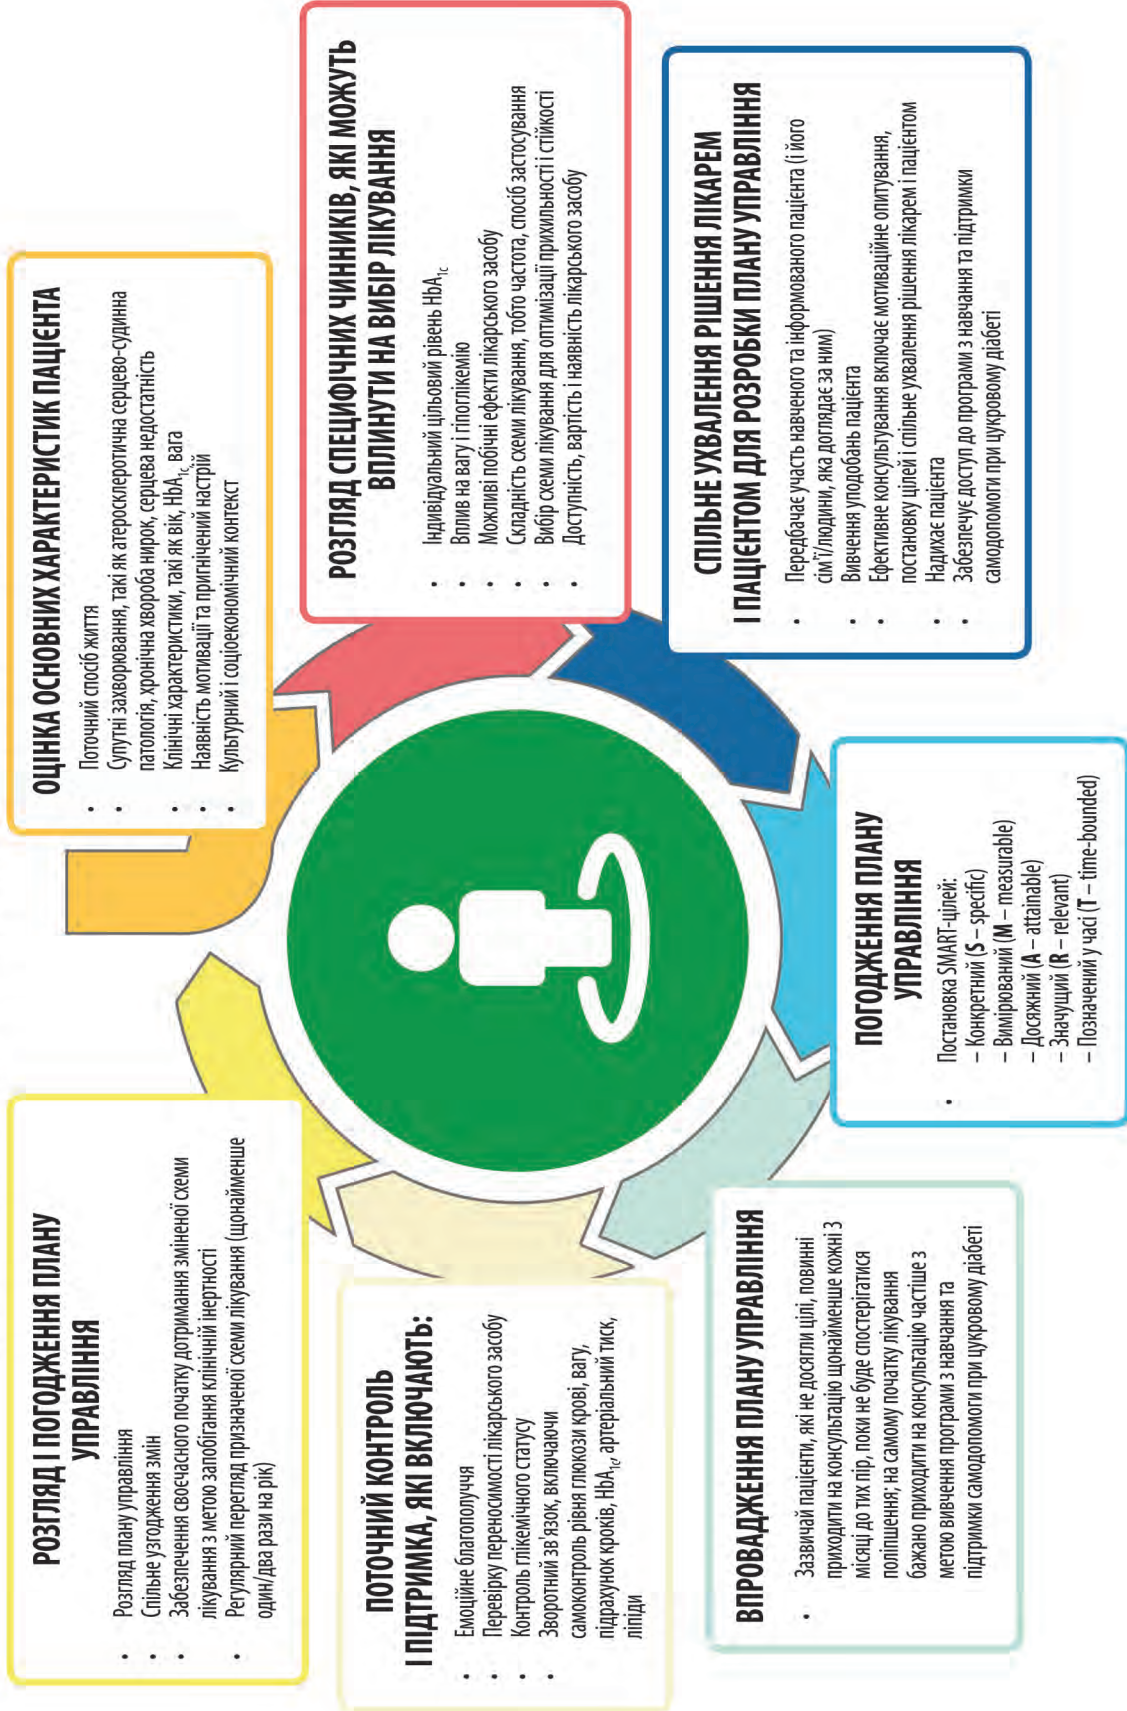 ОЦІНКА ОСНОВНИХ ХАРАКТЕРИСТИК ПАЦІЄНТА
• Поточний спосіб життя
• Супутні захворювання, такі як атеросклеротична серцево-судинна
патологія, хронічна хвороба нирок, серцева недостатність
• Клінічні характеристики, такі як вік, HbA1c, вага
• Наявність мотивації та пригнічений настрій
• Культурний і соціоекономічний контекст
РОЗГЛЯД СПЕЦИФІЧНИХ ЧИННИКІВ, ЯКІ МОЖУТЬ
ВПЛИНУТИ НА ВИБІР ЛІКУВАННЯ
• Індивідуальний цільовий рівень HbA1c
• Вплив на вагу і гіпоглікемію
• Можливі побічні ефекти лікарського засобу
• Складність схеми лікування, тобто частота, спосіб застосування
• Вибір схеми лікування для оптимізації прихильності і стійкості
• Доступність, вартість і наявність лікарського засобу
СПІЛЬНЕ УХВАЛЕННЯ РІШЕННЯ ЛІКАРЕМ
І ПАЦІЄНТОМ ДЛЯ РОЗРОБКИ ПЛАНУ УПРАВЛІННЯ
• Передбачає участь навченого та інформованого пацієнта (і його
сім'ї/людини, яка доглядає за ним)
• Вивчення уподобань пацієнта
• Ефективне консультування включає мотиваційне опитування,
постановку цілей і спільне ухвалення рішення лікарем і пацієнтом
• Надихає пацієнта
• Забезпечує доступ до програми з навчання та підтримки
самодопомоги при цукровому діабеті
ПОГОДЖЕННЯ ПЛАНУ
УПРАВЛІННЯ
• Постановка SMART-цілей:
– Конкретний (S – specific)
– Вимірюваний (M – measurable)
– Досяжний (A – attainable)
– Значущий (R – relevant)
– Позначений у часі (T – time-bounded)
ВПРОВАДЖЕННЯ ПЛАНУ УПРАВЛІННЯ
• Зазвичай пацієнти, які не досягли цілі, повинні
приходити на консультацію щонайменше кожні 3
місяці до тих пір, поки не буде спостерігатися
поліпшення; на самому початку лікування
бажано приходити на консультацію частіше з
метою вивчення програми з навчання та
підтримки самодопомоги при цукровому діабеті
ПОТОЧНИЙ КОНТРОЛЬ
І ПІДТРИМКА, ЯКІ ВКЛЮЧАЮТЬ:
• Емоційне благополуччя
• Перевірку переносимості лікарського засобу
• Контроль глікемічного статусу
• Зворотний зв'язок, включаючи
самоконтроль рівня глюкози крові, вагу,
підрахунок кроків, HbA1c, артеріальний тиск,
ліпіди
РОЗГЛЯД І ПОГОДЖЕННЯ ПЛАНУ
УПРАВЛІННЯ
• Розгляд плану управління
• Спільне узгодження змін
• Забезпечення своєчасного початку дотримання зміненої схеми
лікування з метою запобігання клінічній інертності
• Регулярний перегляд призначеної схеми лікування (щонайменше
один/два рази на рік)